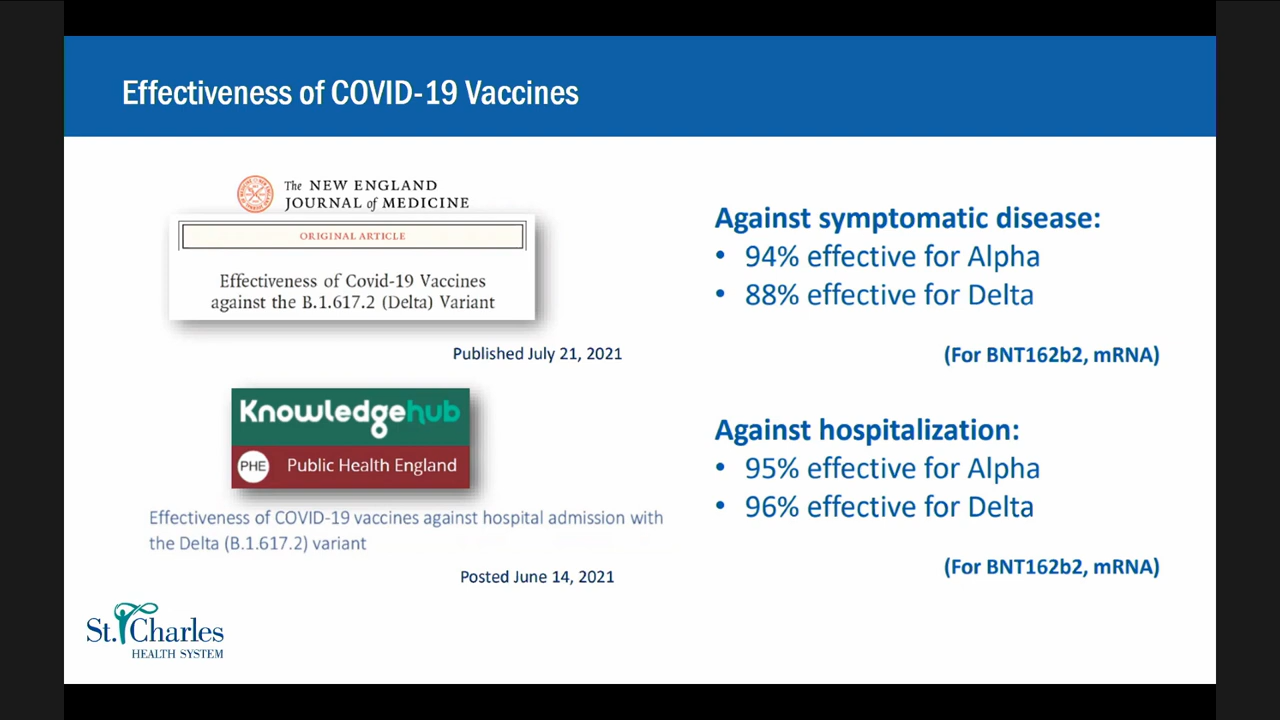 Effectiveness of COVID-19 Vaccines
The NEW ENGLAND
JOURNAL of MEDICINE
ORIGINAL ARTICLE
Effectiveness of Covid-19 Vaccines
against the B.1.617.2 (Delta) Variant
Published July 21, 2021
Knowledgehub
PHE Public Health England
Effectiveness of COVID-19 vaccines against hospital admission with
the Delta (B.1.617.2) variant
Posted June 14, 2021
Against symptomatic disease:
• 94% effective for Alpha
• 88% effective for Delta
(For BNT162b2, mRNA)
Against hospitalization:
• 95% effective for Alpha
• 96% effective for Delta
(For BNT162b2, mRNA)
St. Charles
HEALTH SYSTEM